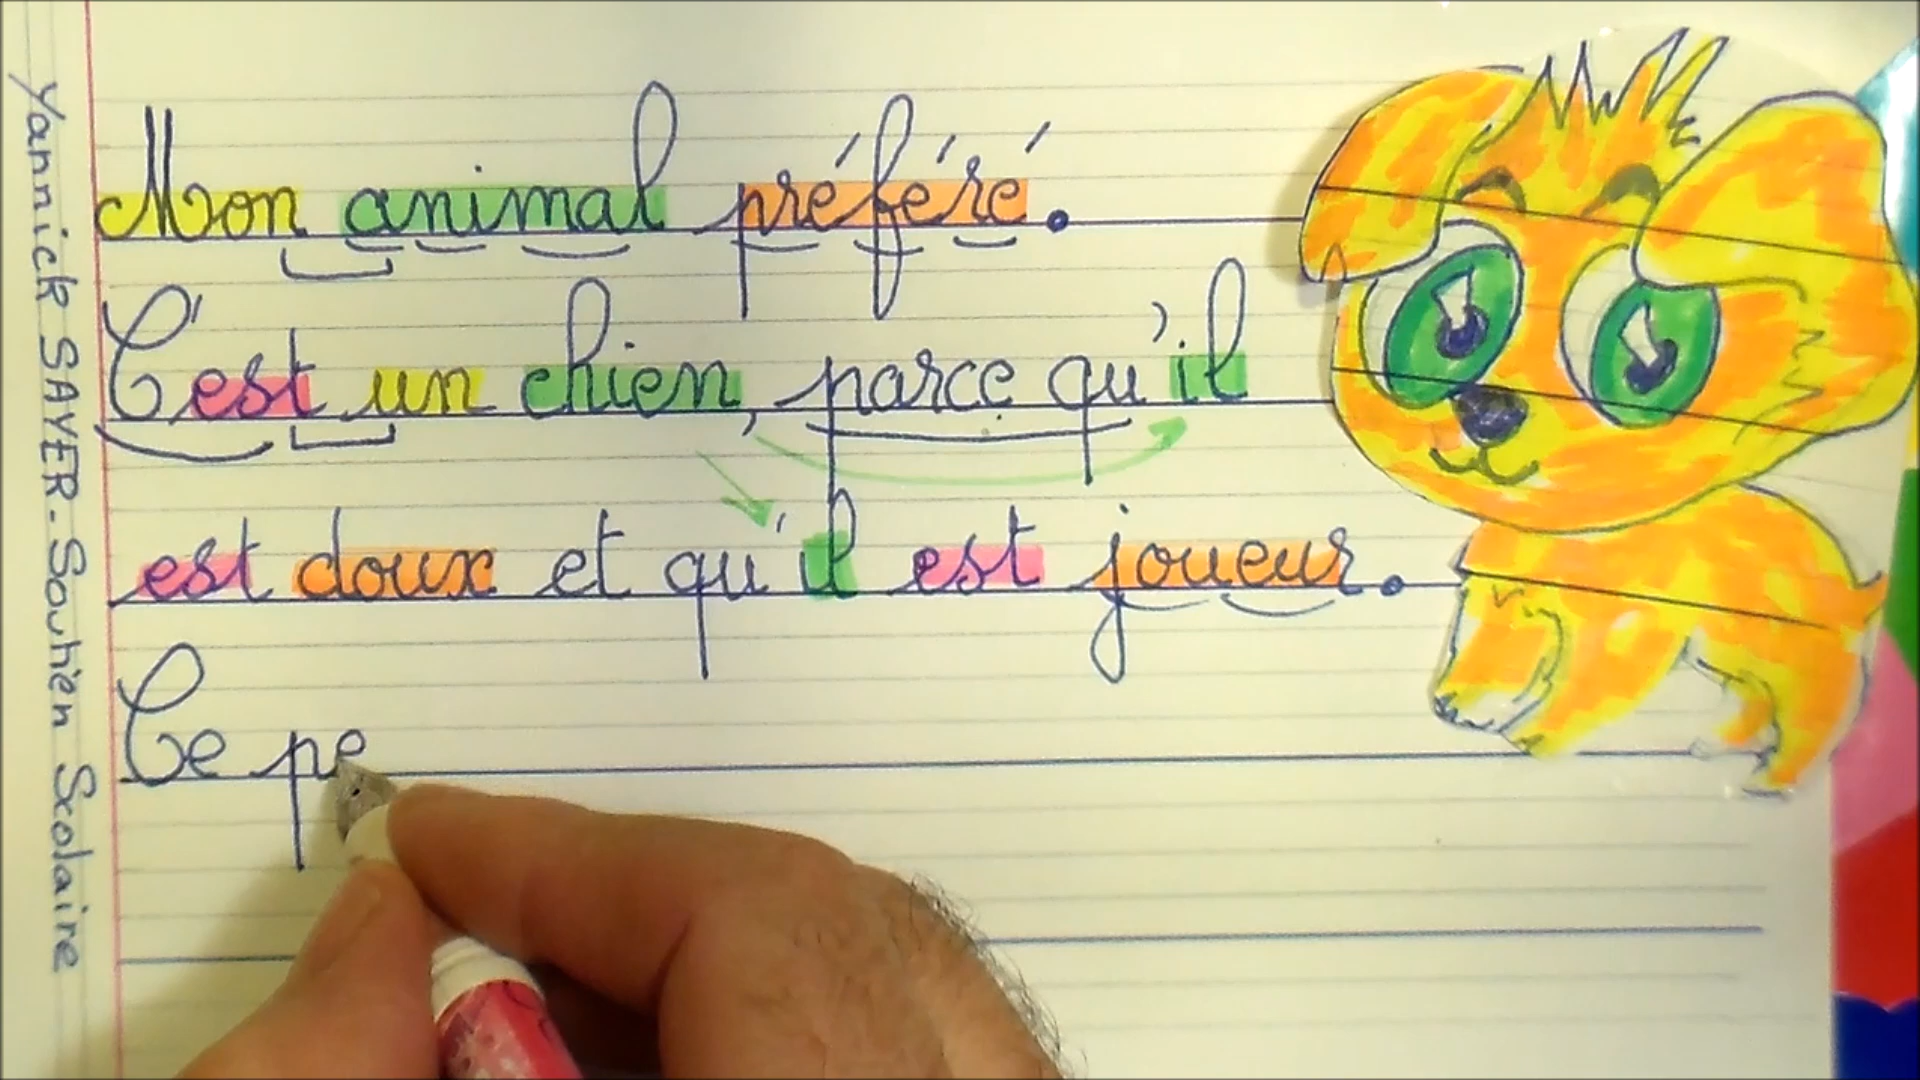 Mon animal préféré.
C'est un chien, parce qu'il
est doux et qu'il est joueur.
Ce pe
Yannick SAYER - Soutien Scolaire